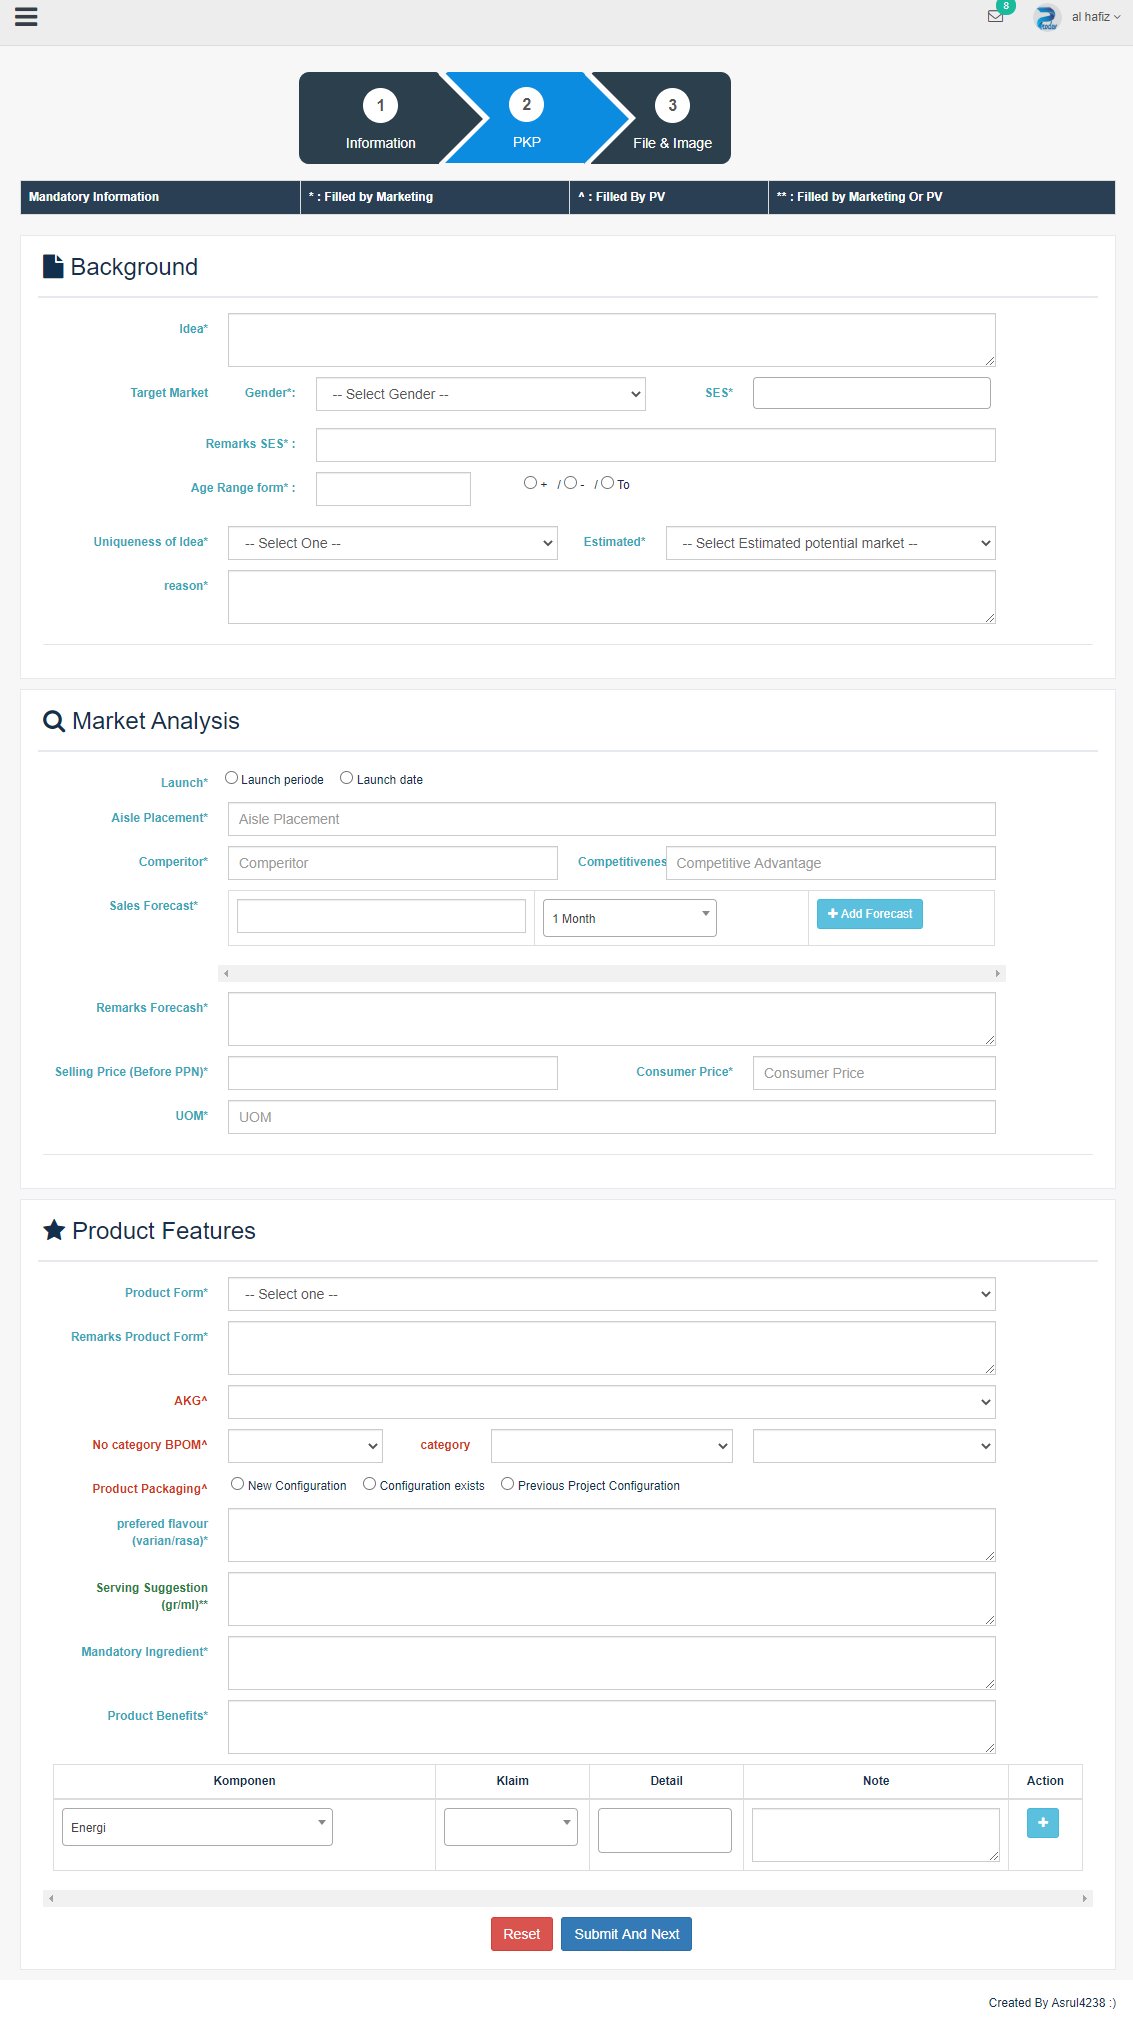 8
al hafiz
1
2
3
Information
PKP
File & Image
Mandatory Information
* : Filled by Marketing
^ : Filled By PV
** : Filled by Marketing Or PV
Background
Idea*
Target Market
Gender*:
-- Select Gender --
SES*
Remarks SES* :
Age Range form* :
+ / - / To
Uniqueness of Idea*
-- Select One --
Estimated*
-- Select Estimated potential market --
reason*
Market Analysis
Launch*
Launch periode
Launch date
Aisle Placement*
Aisle Placement
Comperitor*
Comperitor
Competitivenes
Competitive Advantage
Sales Forecast*
1 Month
Add Forecast
Remarks Forecash*
Selling Price (Before PPN)*
Consumer Price*
Consumer Price
UOM*
UOM
Product Features
Product Form*
-- Select one --
Remarks Product Form*
AKG^
No category BPOM^
category
Product Packaging^
New Configuration
Configuration exists
Previous Project Configuration
prefered flavour
(varian/rasa)*
Serving Suggestion
(gr/ml)**
Mandatory Ingredient*
Product Benefits*
Komponen
Klaim
Detail
Note
Action
Energi
Reset
Submit And Next
Created By Asrul4238 :)